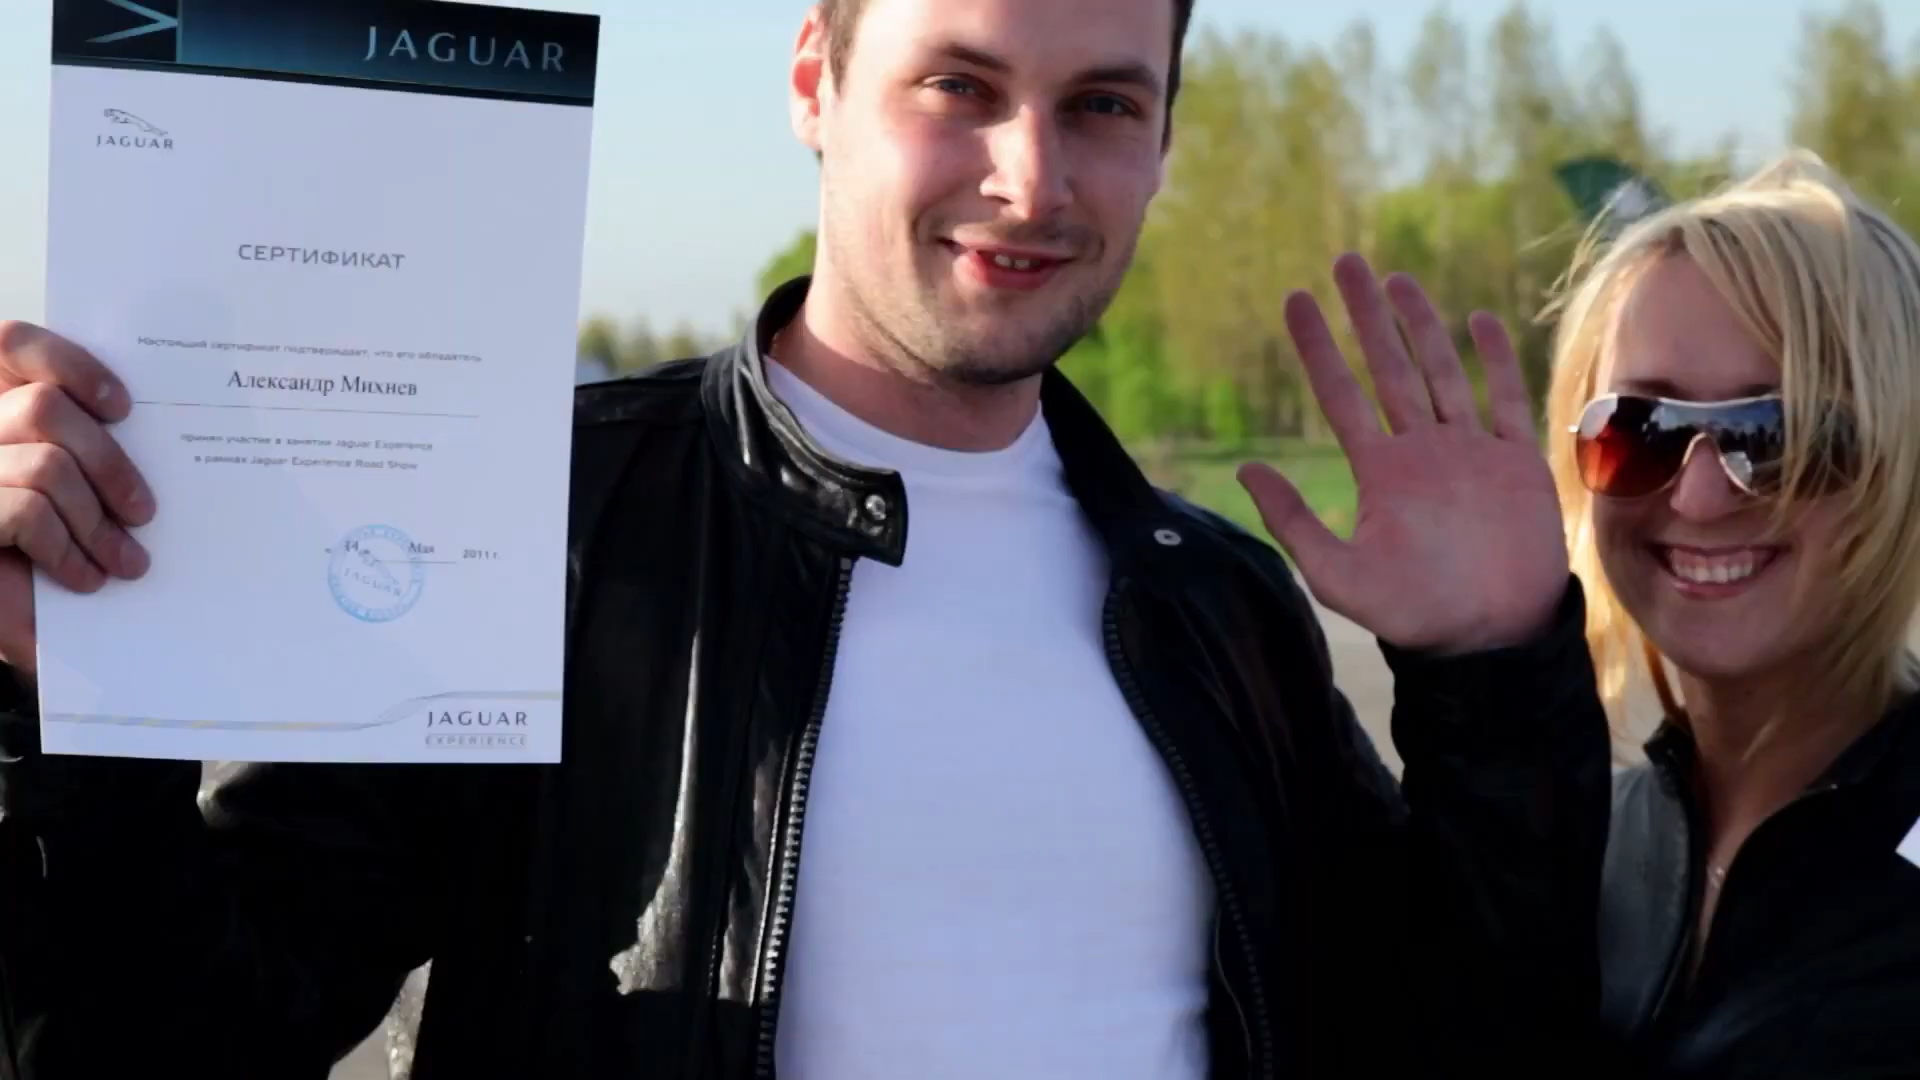 JAGUAR
JAGUAR
СЕРТИФИКАТ
Настоящий сертификат подтверждает, что его обладатель
Александр Михнев
принял участие в занятии Jaguar Experience
в рамках Jaguar Experience Road Show
« 14 » Мая 2011 г.
JAGUAR
JAGUAR
EXPERIENCE